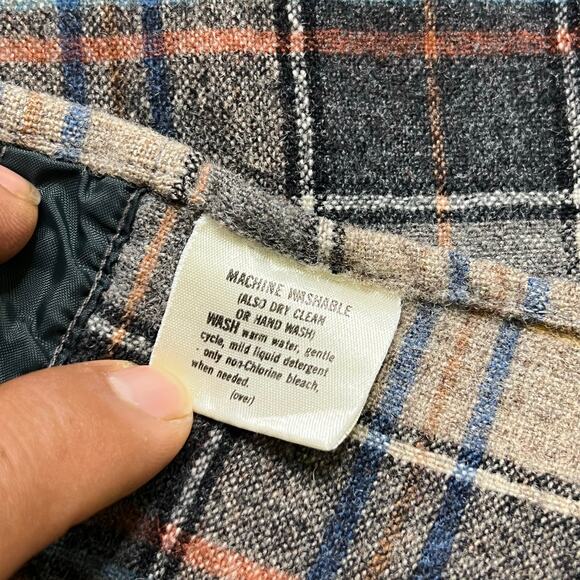 MACHINE WASHABLE
(ALSO DRY CLEAN
OR HAND WASH)
WASH warm water, gentle
cycle, mild liquid detergent
· only non-Chlorine bleach,
when needed.
(over)